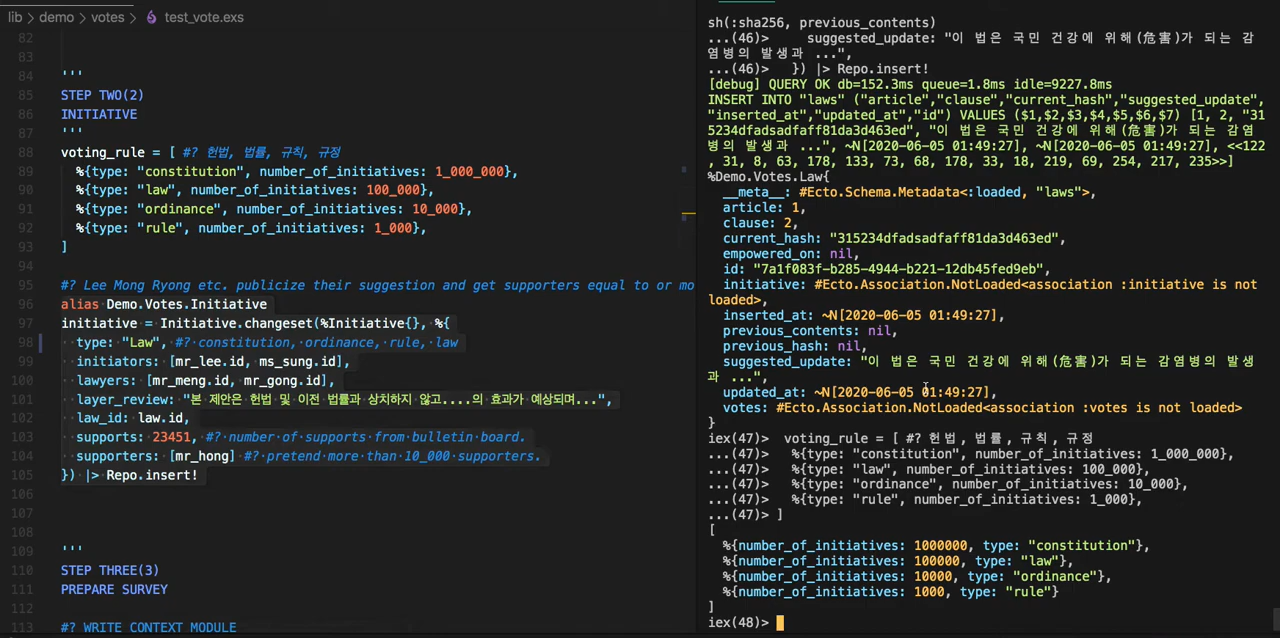 lib > demo > votes > test_vote.exs
82
83
84 '''
85 STEP TWO(2)
86 INITIATIVE
87 '''
88 voting_rule = [ #? 헌법, 법률, 규칙, 규정
89 %{type: "constitution", number_of_initiatives: 1_000_000},
90 %{type: "law", number_of_initiatives: 100_000},
91 %{type: "ordinance", number_of_initiatives: 10_000},
92 %{type: "rule", number_of_initiatives: 1_000},
93 ]
94
95 #? Lee Mong Ryong etc. publicize their suggestion and get supporters equal to or mo
96 alias Demo.Votes.Initiative
97 initiative = Initiative.changeset(%Initiative{}, %{
98 type: "Law", #? constitution, ordinance, rule, law
99 initiators: [mr_lee.id, ms_sung.id],
100 lawyers: [mr_meng.id, mr_gong.id],
101 layer_review: "본 제안은 헌법 및 이전 법률과 상치하지 않고....의 효과가 예상되며...",
102 law_id: law.id,
103 supports: 23451, #? number of supports from bulletin board.
104 supporters: [mr_hong] #? pretend more than 10_000 supporters.
105 }) |> Repo.insert!
106
107
108
109 '''
110 STEP THREE(3)
111 PREPARE SURVEY
112
113 #? WRITE CONTEXT MODULE
sh(:sha256, previous_contents)
...(46)> suggested_update: "이 법은 국민 건강에 위해(危害)가 되는 감
염병의 발생과 ...",
...(46)> }) |> Repo.insert!
[debug] QUERY OK db=152.3ms queue=1.8ms idle=9227.8ms
INSERT INTO "laws" ("article","clause","current_hash","suggested_update",
"inserted_at","updated_at","id") VALUES ($1,$2,$3,$4,$5,$6,$7) [1, 2, "31
5234dfadsadfaff81da3d463ed", "이 법은 국민 건강에 위해(危害)가 되는 감염
병의 발생과 ...", ~N[2020-06-05 01:49:27], ~N[2020-06-05 01:49:27], <<122
, 31, 8, 63, 178, 133, 73, 68, 178, 33, 18, 219, 69, 254, 217, 235>>]
%Demo.Votes.Law{
__meta__: #Ecto.Schema.Metadata<:loaded, "laws">,
article: 1,
clause: 2,
current_hash: "315234dfadsadfaff81da3d463ed",
empowered_on: nil,
id: "7a1f083f-b285-4944-b221-12db45fed9eb",
initiative: #Ecto.Association.NotLoaded<association :initiative is not
loaded>,
inserted_at: ~N[2020-06-05 01:49:27],
previous_contents: nil,
previous_hash: nil,
suggested_update: "이 법은 국민 건강에 위해(危害)가 되는 감염병의 발생
과 ...",
updated_at: ~N[2020-06-05 01:49:27],
votes: #Ecto.Association.NotLoaded<association :votes is not loaded>
}
iex(47)> voting_rule = [ #? 헌법, 법률, 규칙, 규정
...(47)> %{type: "constitution", number_of_initiatives: 1_000_000},
...(47)> %{type: "law", number_of_initiatives: 100_000},
...(47)> %{type: "ordinance", number_of_initiatives: 10_000},
...(47)> %{type: "rule", number_of_initiatives: 1_000},
...(47)> ]
[
%{number_of_initiatives: 1000000, type: "constitution"},
%{number_of_initiatives: 100000, type: "law"},
%{number_of_initiatives: 10000, type: "ordinance"},
%{number_of_initiatives: 1000, type: "rule"}
]
iex(48)>